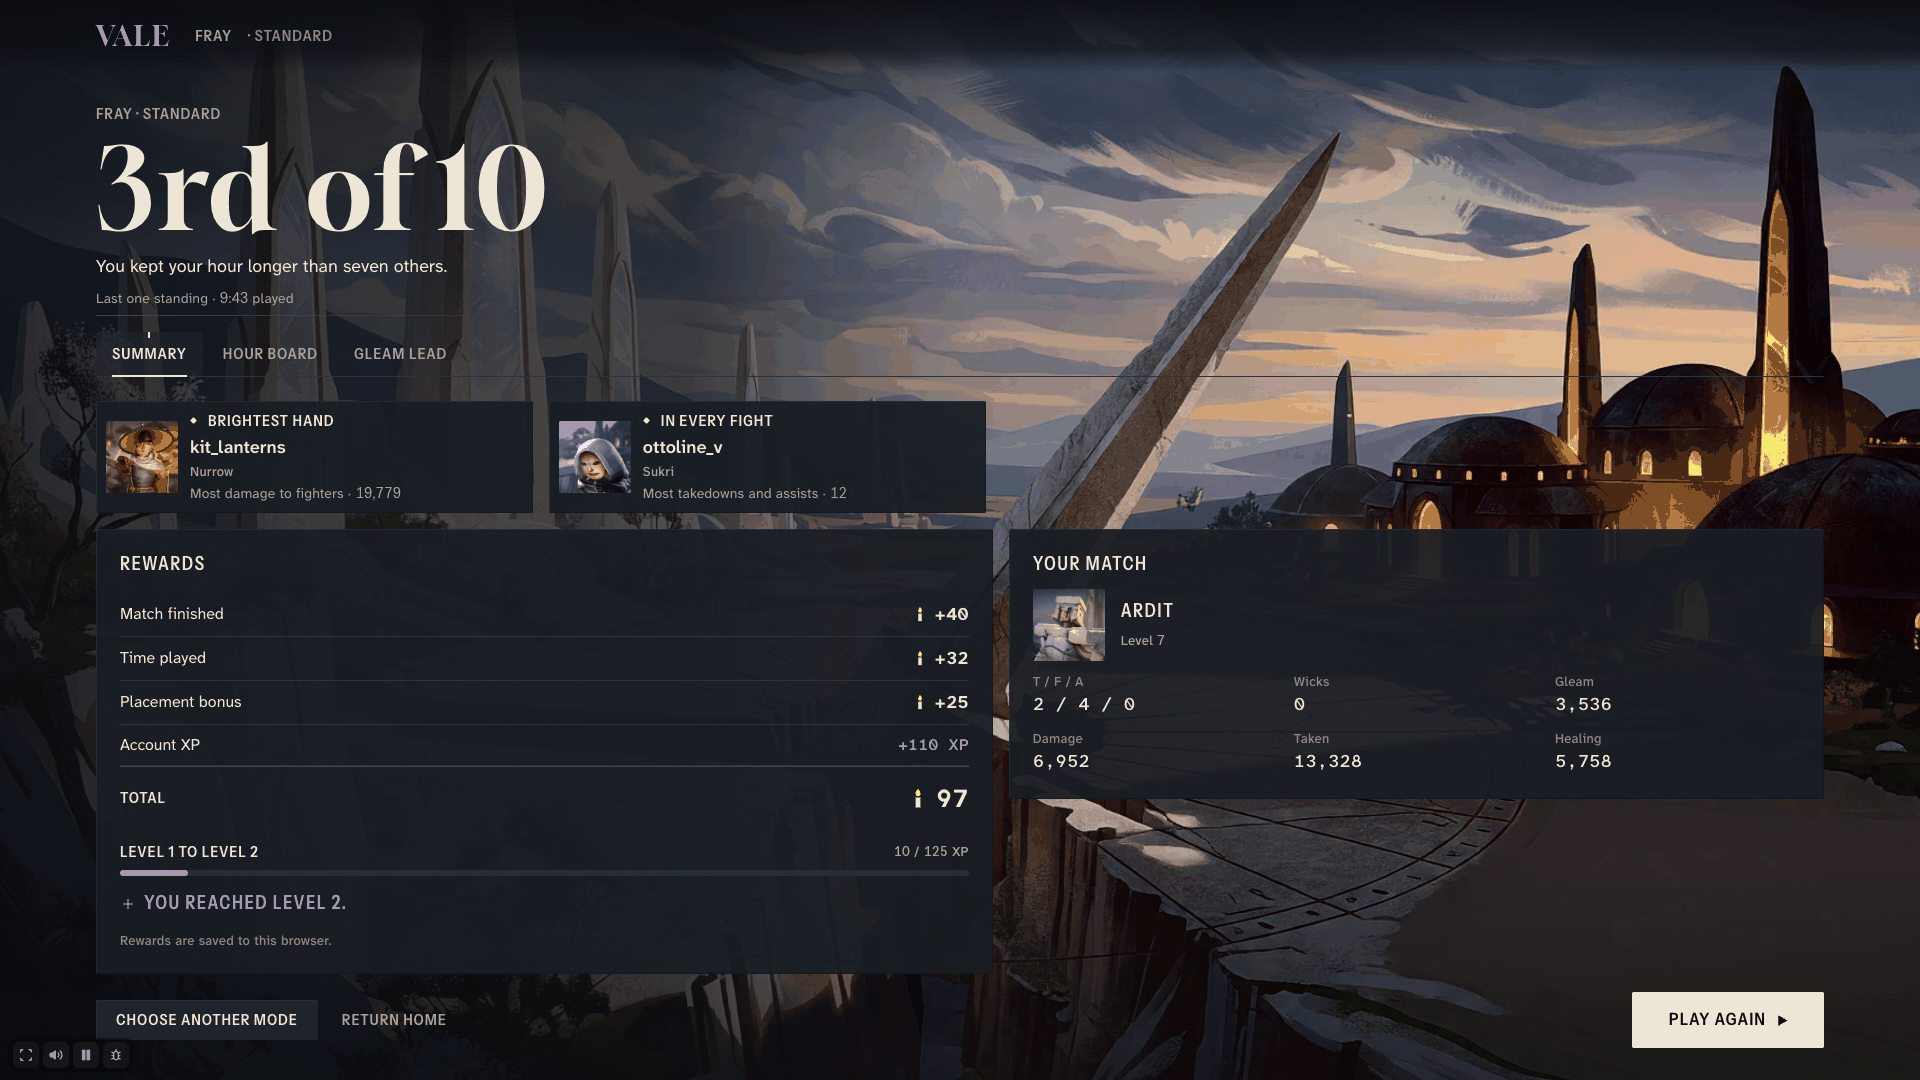 VALE FRAY · STANDARD
FRAY · STANDARD
3rd of 10
You kept your hour longer than seven others.
Last one standing · 9:43 played
SUMMARY HOUR BOARD GLEAM LEAD
BRIGHTEST HAND
kit_lanterns
Nurrow
Most damage to fighters · 19,779
IN EVERY FIGHT
ottoline_v
Sukri
Most takedowns and assists · 12
REWARDS
Match finished +40
Time played +32
Placement bonus +25
Account XP +110 XP
TOTAL 97
LEVEL 1 TO LEVEL 2 10 / 125 XP
+ YOU REACHED LEVEL 2.
Rewards are saved to this browser.
YOUR MATCH
ARDIT
Level 7
T / F / A Wicks Gleam
2 / 4 / 0 0 3,536
Damage Taken Healing
6,952 13,328 5,758
CHOOSE ANOTHER MODE RETURN HOME PLAY AGAIN